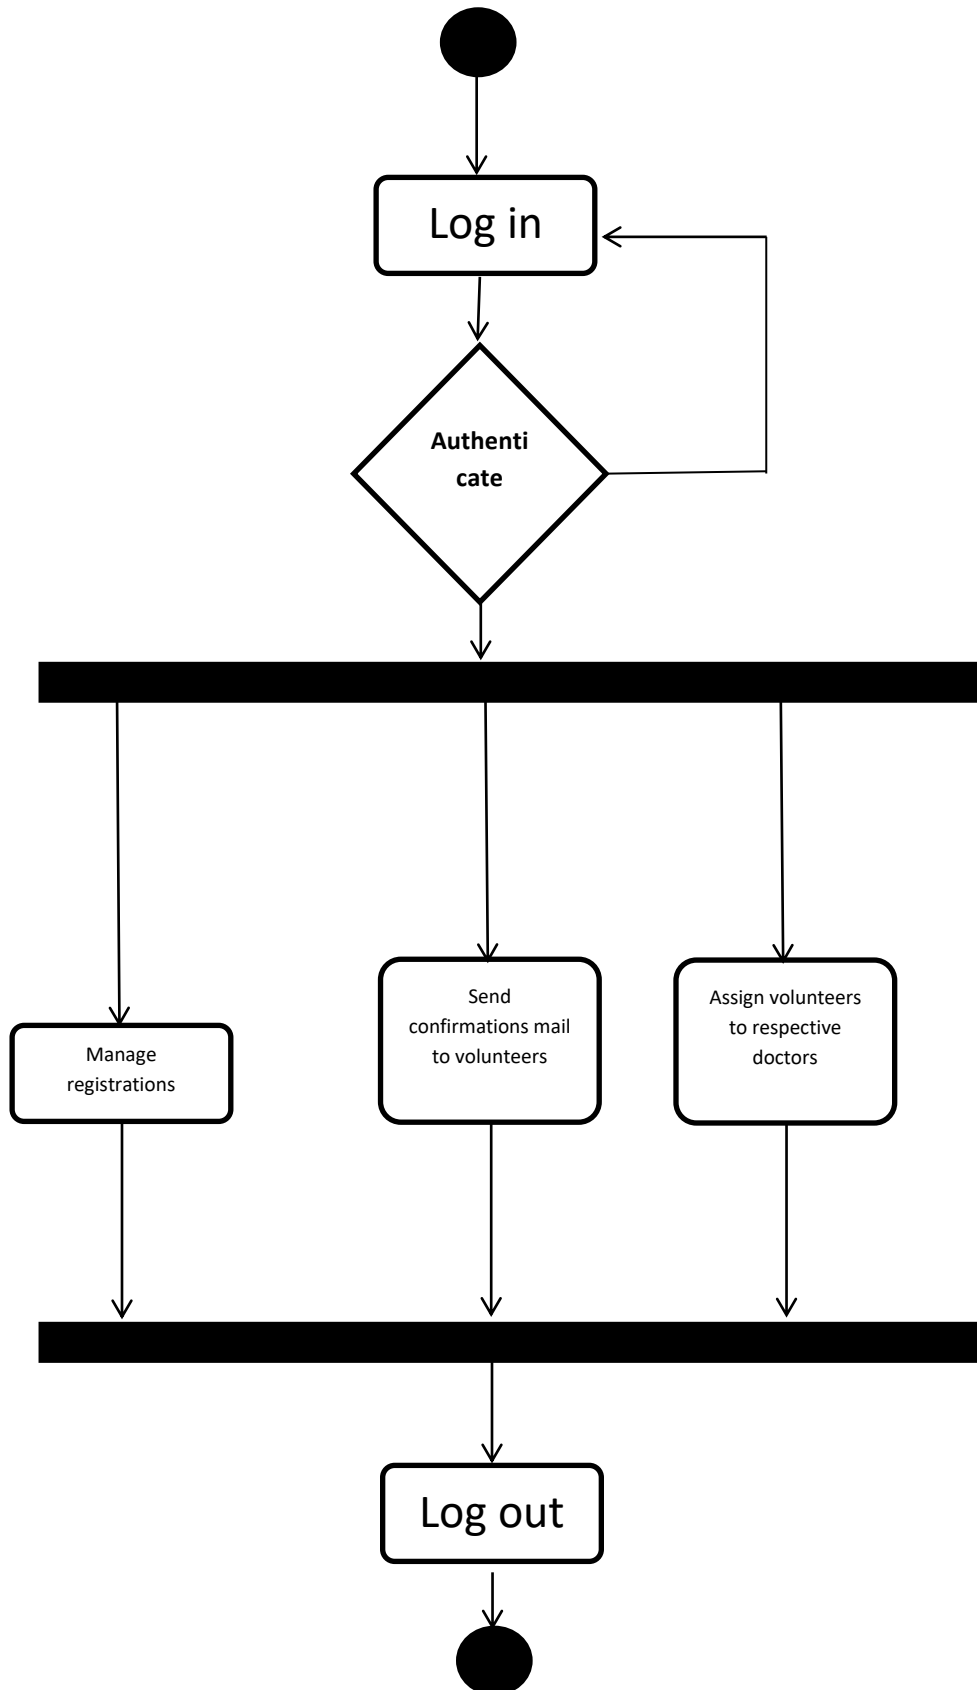 Log in
Authenti
cate
Manage
registrations
Send
confirmations mail
to volunteers
Assign volunteers
to respective
doctors
Log out